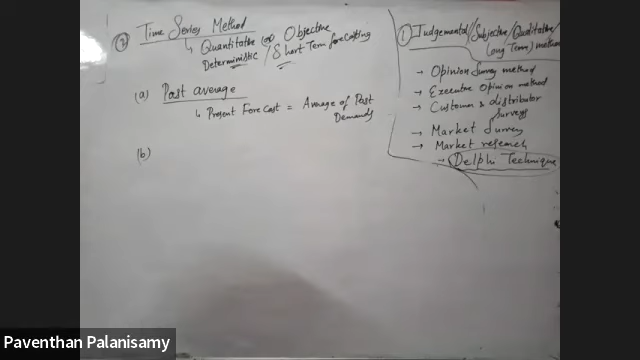 ② Time Series Method
↳ Quantitative (or) Objective
Deterministic / Short Term forecasting
(a) Past average
↳ Present Forecast = Average of Past
Demands
(b)
① Judgemental/Subjective/Qualitative/
(Long Term) method
→ Opinion Survey method
→ Executive Opinion method
→ Customer & distributor
Surveys
→ Market Survey
→ Market research
→ Delphi Technique
Paventhan Palanisamy